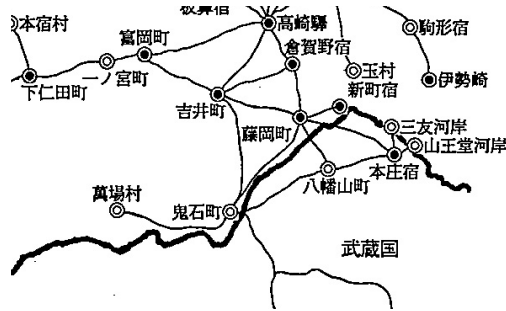 板鼻宿
本宿村
富岡町
高崎驛
駒形宿
倉賀野宿
一ノ宮町
玉村
下仁田町
伊勢崎
吉井町
新町宿
藤岡町
三友河岸
山王堂河岸
本庄宿
八幡山町
萬場村
鬼石町
武蔵国